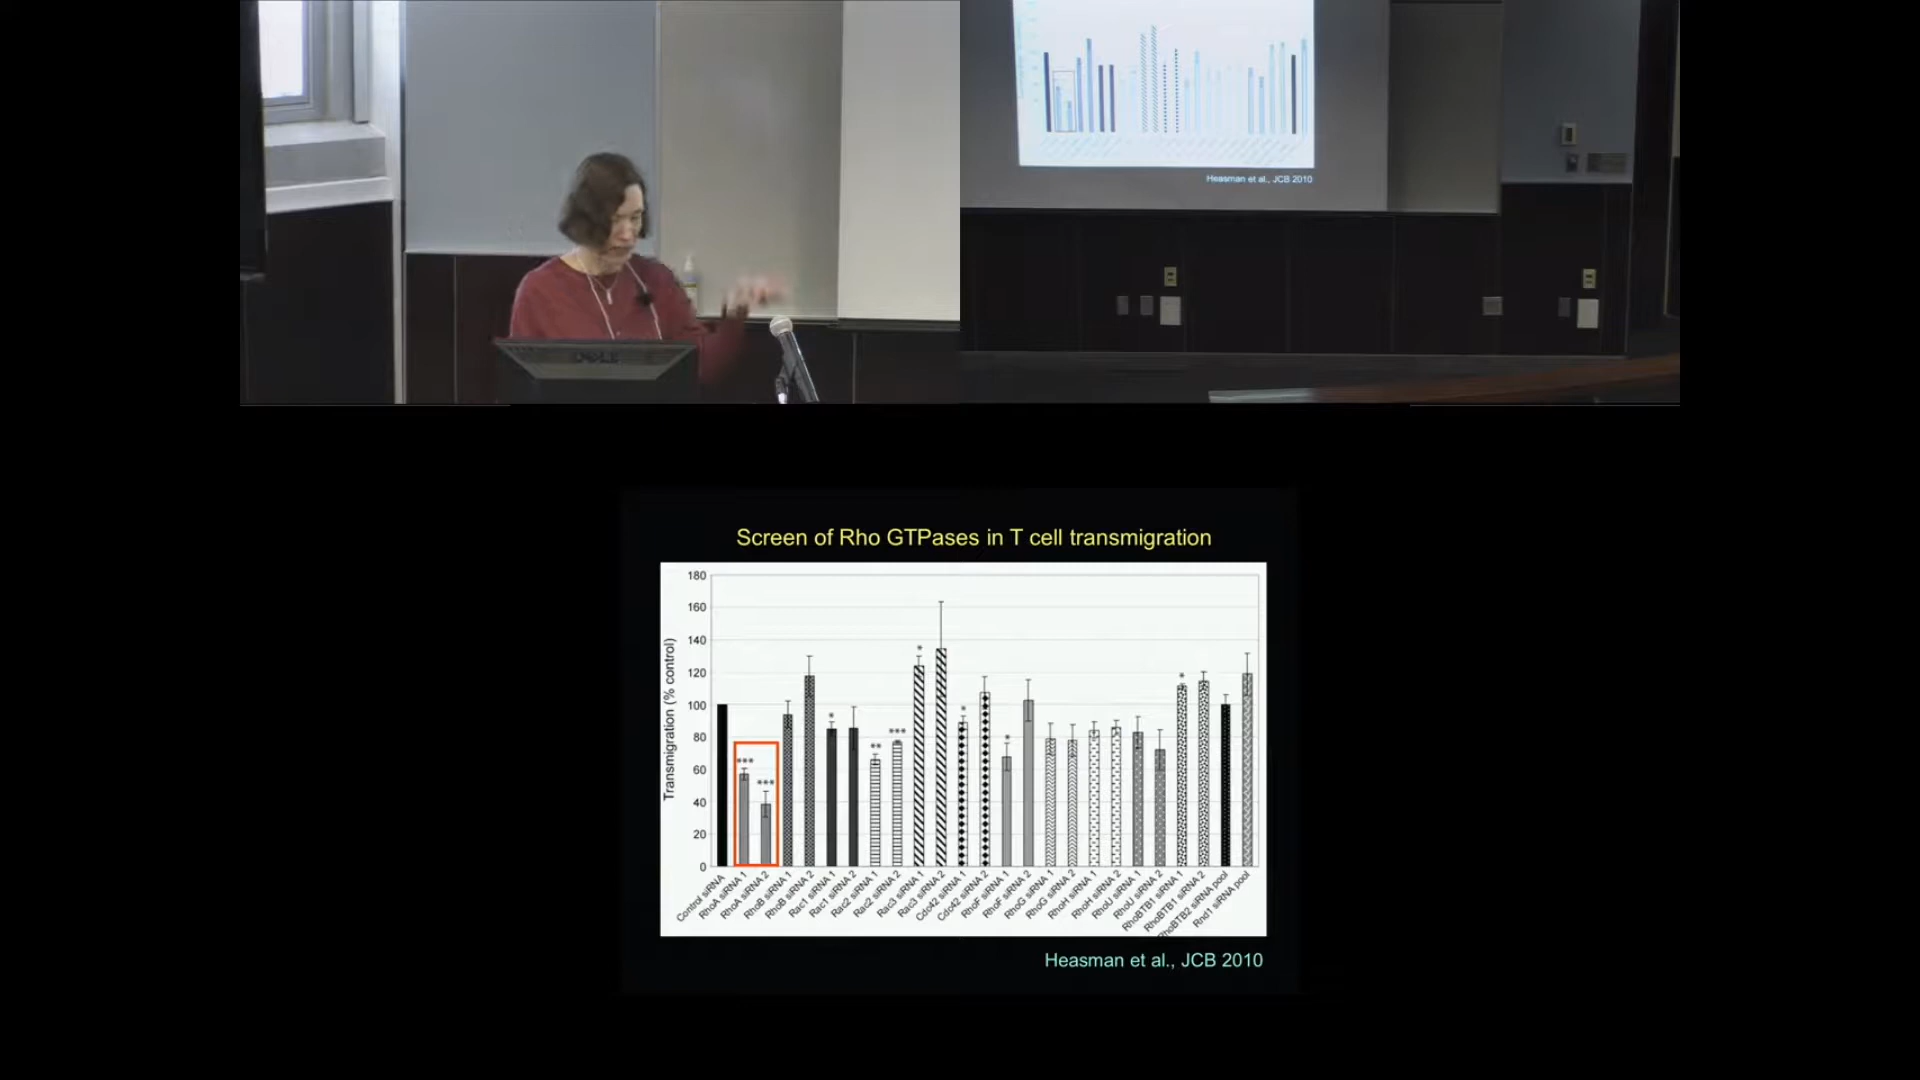 Heasman et al., JCB 2010
DELL
Screen of Rho GTPases in T cell transmigration
180
160
140
120
100
80
60
40
20
0
Transmigration (% control)
***
***
*
**
***
*
*
*
*
Control siRNA
RhoA siRNA 1
RhoA siRNA 2
RhoB siRNA 1
RhoB siRNA 2
Rac1 siRNA 1
Rac1 siRNA 2
Rac2 siRNA 1
Rac2 siRNA 2
Rac3 siRNA 1
Rac3 siRNA 2
Cdc42 siRNA 1
Cdc42 siRNA 2
RhoF siRNA 1
RhoF siRNA 2
RhoG siRNA 1
RhoG siRNA 2
RhoH siRNA 1
RhoH siRNA 2
RhoU siRNA 1
RhoU siRNA 2
RhoBTB1 siRNA 1
RhoBTB1 siRNA 2
RhoBTB2 siRNA pool
Rnd1 siRNA pool
Heasman et al., JCB 2010